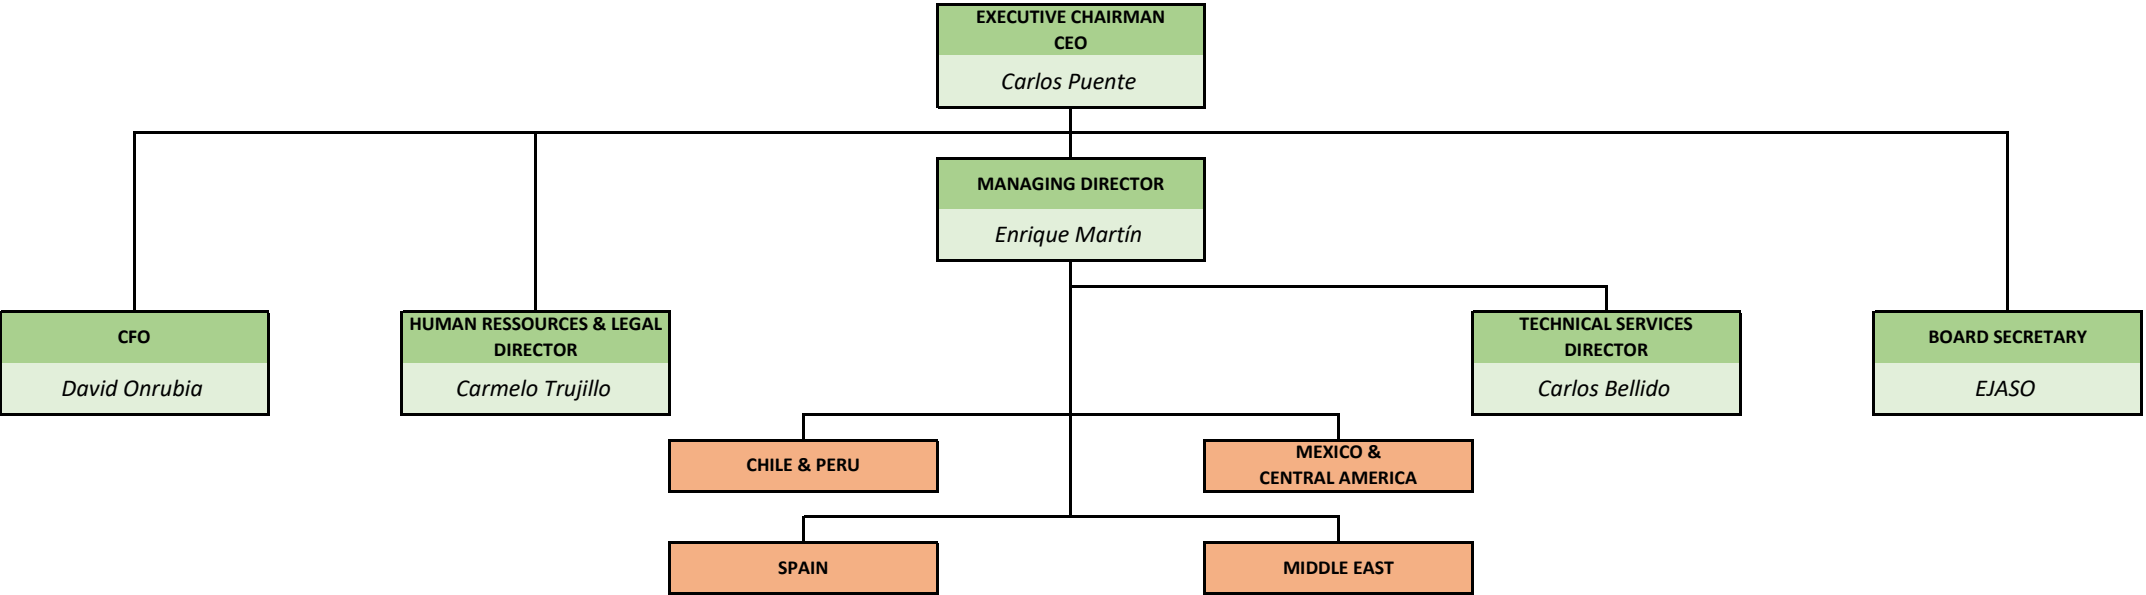 EXECUTIVE CHAIRMAN
CEO
Carlos Puente
MANAGING DIRECTOR
Enrique Martín
CFO
David Onrubia
HUMAN RESSOURCES & LEGAL
DIRECTOR
Carmelo Trujillo
TECHNICAL SERVICES
DIRECTOR
Carlos Bellido
BOARD SECRETARY
EJASO
CHILE & PERU
MEXICO &
CENTRAL AMERICA
SPAIN
MIDDLE EAST